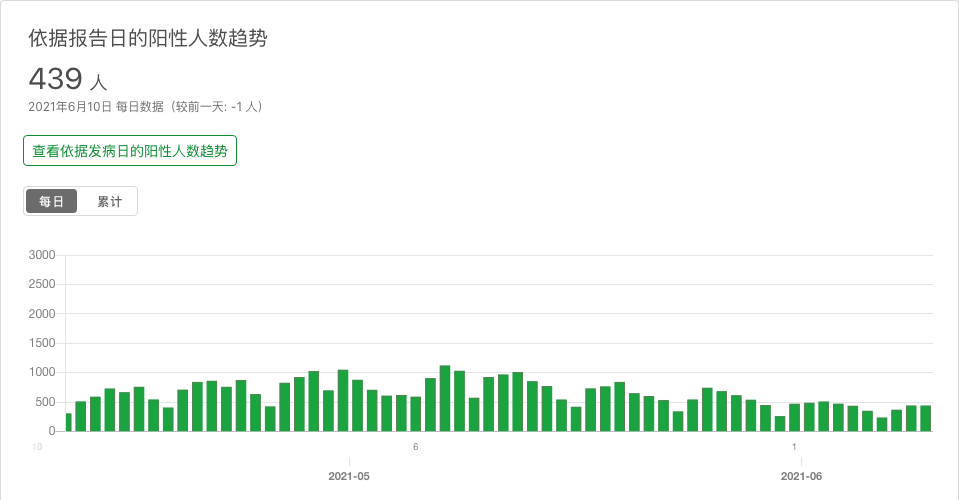 依据报告日的阳性人数趋势
439 人
2021年6月10日 每日数据（较前一天: -1 人）
查看依据发病日的阳性人数趋势
每日 累计
3000
2500
2000
1500
1000
500
0
10 6 1
2021-05 2021-06